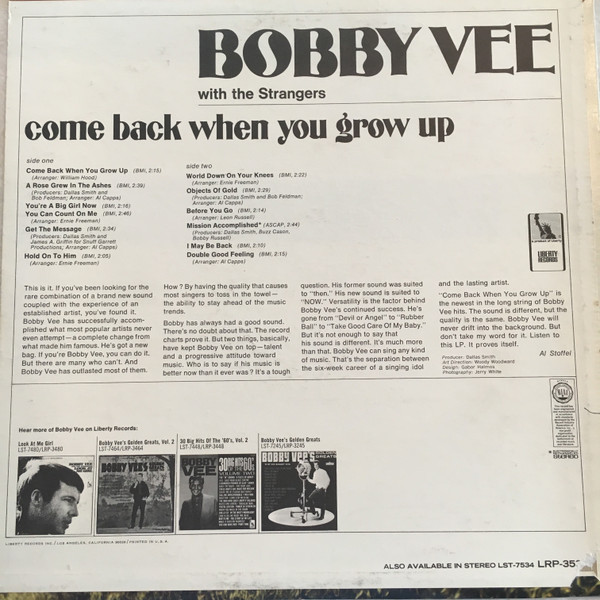 BOBBY VEE
with the Strangers
come back when you grow up
side one
Come Back When You Grow Up (BMI, 2:15)
(Arranger: William Hood)
A Rose Grew In The Ashes (BMI, 2:39)
(Producers: Dallas Smith and
Bob Feldman; Arranger: Al Capps)
You're A Big Girl Now (BMI, 2:16)
You Can Count On Me (BMI, 2:46)
(Arranger: Ernie Freeman)
Get The Message (BMI, 2:34)
(Producers: Dallas Smith and
James A. Griffin for Snuff Garrett
Productions; Arranger: Al Capps)
Hold On To Him (BMI, 2:05)
(Arranger: Ernie Freeman)
side two
World Down On Your Knees (BMI, 2:22)
(Arranger: Ernie Freeman)
Objects Of Gold (BMI, 2:29)
(Producers: Dallas Smith and Bob Feldman;
Arranger: Al Capps)
Before You Go (BMI, 2:14)
(Arranger: Leon Russell)
Mission Accomplished* (ASCAP, 2:44)
(Producers: Dallas Smith, Buzz Cason,
Bobby Russell)
I May Be Back (BMI, 2:10)
Double Good Feeling (BMI, 2:15)
(Arranger: Al Capps)
LIBERTY
RECORDS
This is it. If you've been looking for the
rare combination of a brand new sound
coupled with the experience of an
established artist, you've found it.
Bobby Vee has successfully accom-
plished what most popular artists never
even attempt—a complete change from
what made him famous. He's got a new
bag. If you're Bobby Vee, you can do it.
But there are many who can't. And
Bobby Vee has outlasted most of them.
How? By having the quality that causes
most singers to toss in the towel—
the ability to stay ahead of the music
trends.
Bobby has always had a good sound.
There's no doubt about that. The record
charts prove it. But two things, basically,
have kept Bobby Vee on top—talent
and a progressive attitude toward
music. Who is to say if his music is
better now than it ever was? It's a tough
question. His former sound was suited
to "then." His new sound is suited to
"NOW." Versatility is the factor behind
Bobby Vee's continued success. He's
gone from "Devil or Angel" to "Rubber
Ball" to "Take Good Care Of My Baby."
But it's not enough to say that
his sound is different. It's much more
than that. Bobby Vee can sing any kind
of music. That's the separation between
the six-week career of a singing idol
and the lasting artist.
"Come Back When You Grow Up" is
the newest in the long string of Bobby
Vee hits. The sound is different, but the
quality is the same. Bobby Vee will
never drift into the background. But
don't take my word for it. Listen to
this LP. It proves itself.
Al Stoffel
Producer: Dallas Smith
Art Direction: Woody Woodward
Design: Gabor Halmos
Photography: Jerry White
Hear more of Bobby Vee on Liberty Records:
Look At Me Girl
LST-7480/LRP-3480
Bobby Vee's Golden Greats, Vol. 2
LST-7464/LRP-3464
30 Big Hits Of The '60's, Vol. 2
LST-7448/LRP-3448
Bobby Vee's Golden Greats
LST-7245/LRP-3245
LIBERTY RECORDS INC./LOS ANGELES, CALIFORNIA 90028/PRINTED IN U.S.A.
ALSO AVAILABLE IN STEREO LST-7534 LRP-353